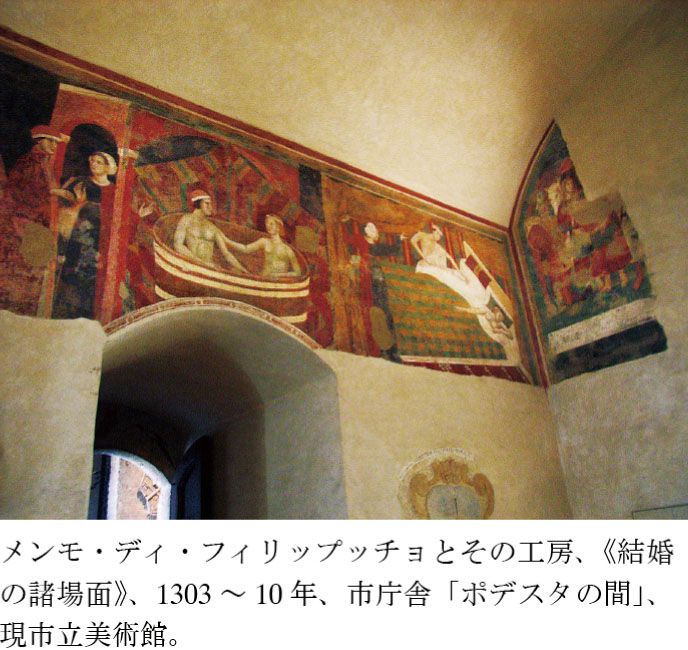 メンモ・ディ・フィリップッチョとその工房、《結婚
の諸場面》、1303 〜 10 年、市庁舎「ポデスタの間」、
現市立美術館。